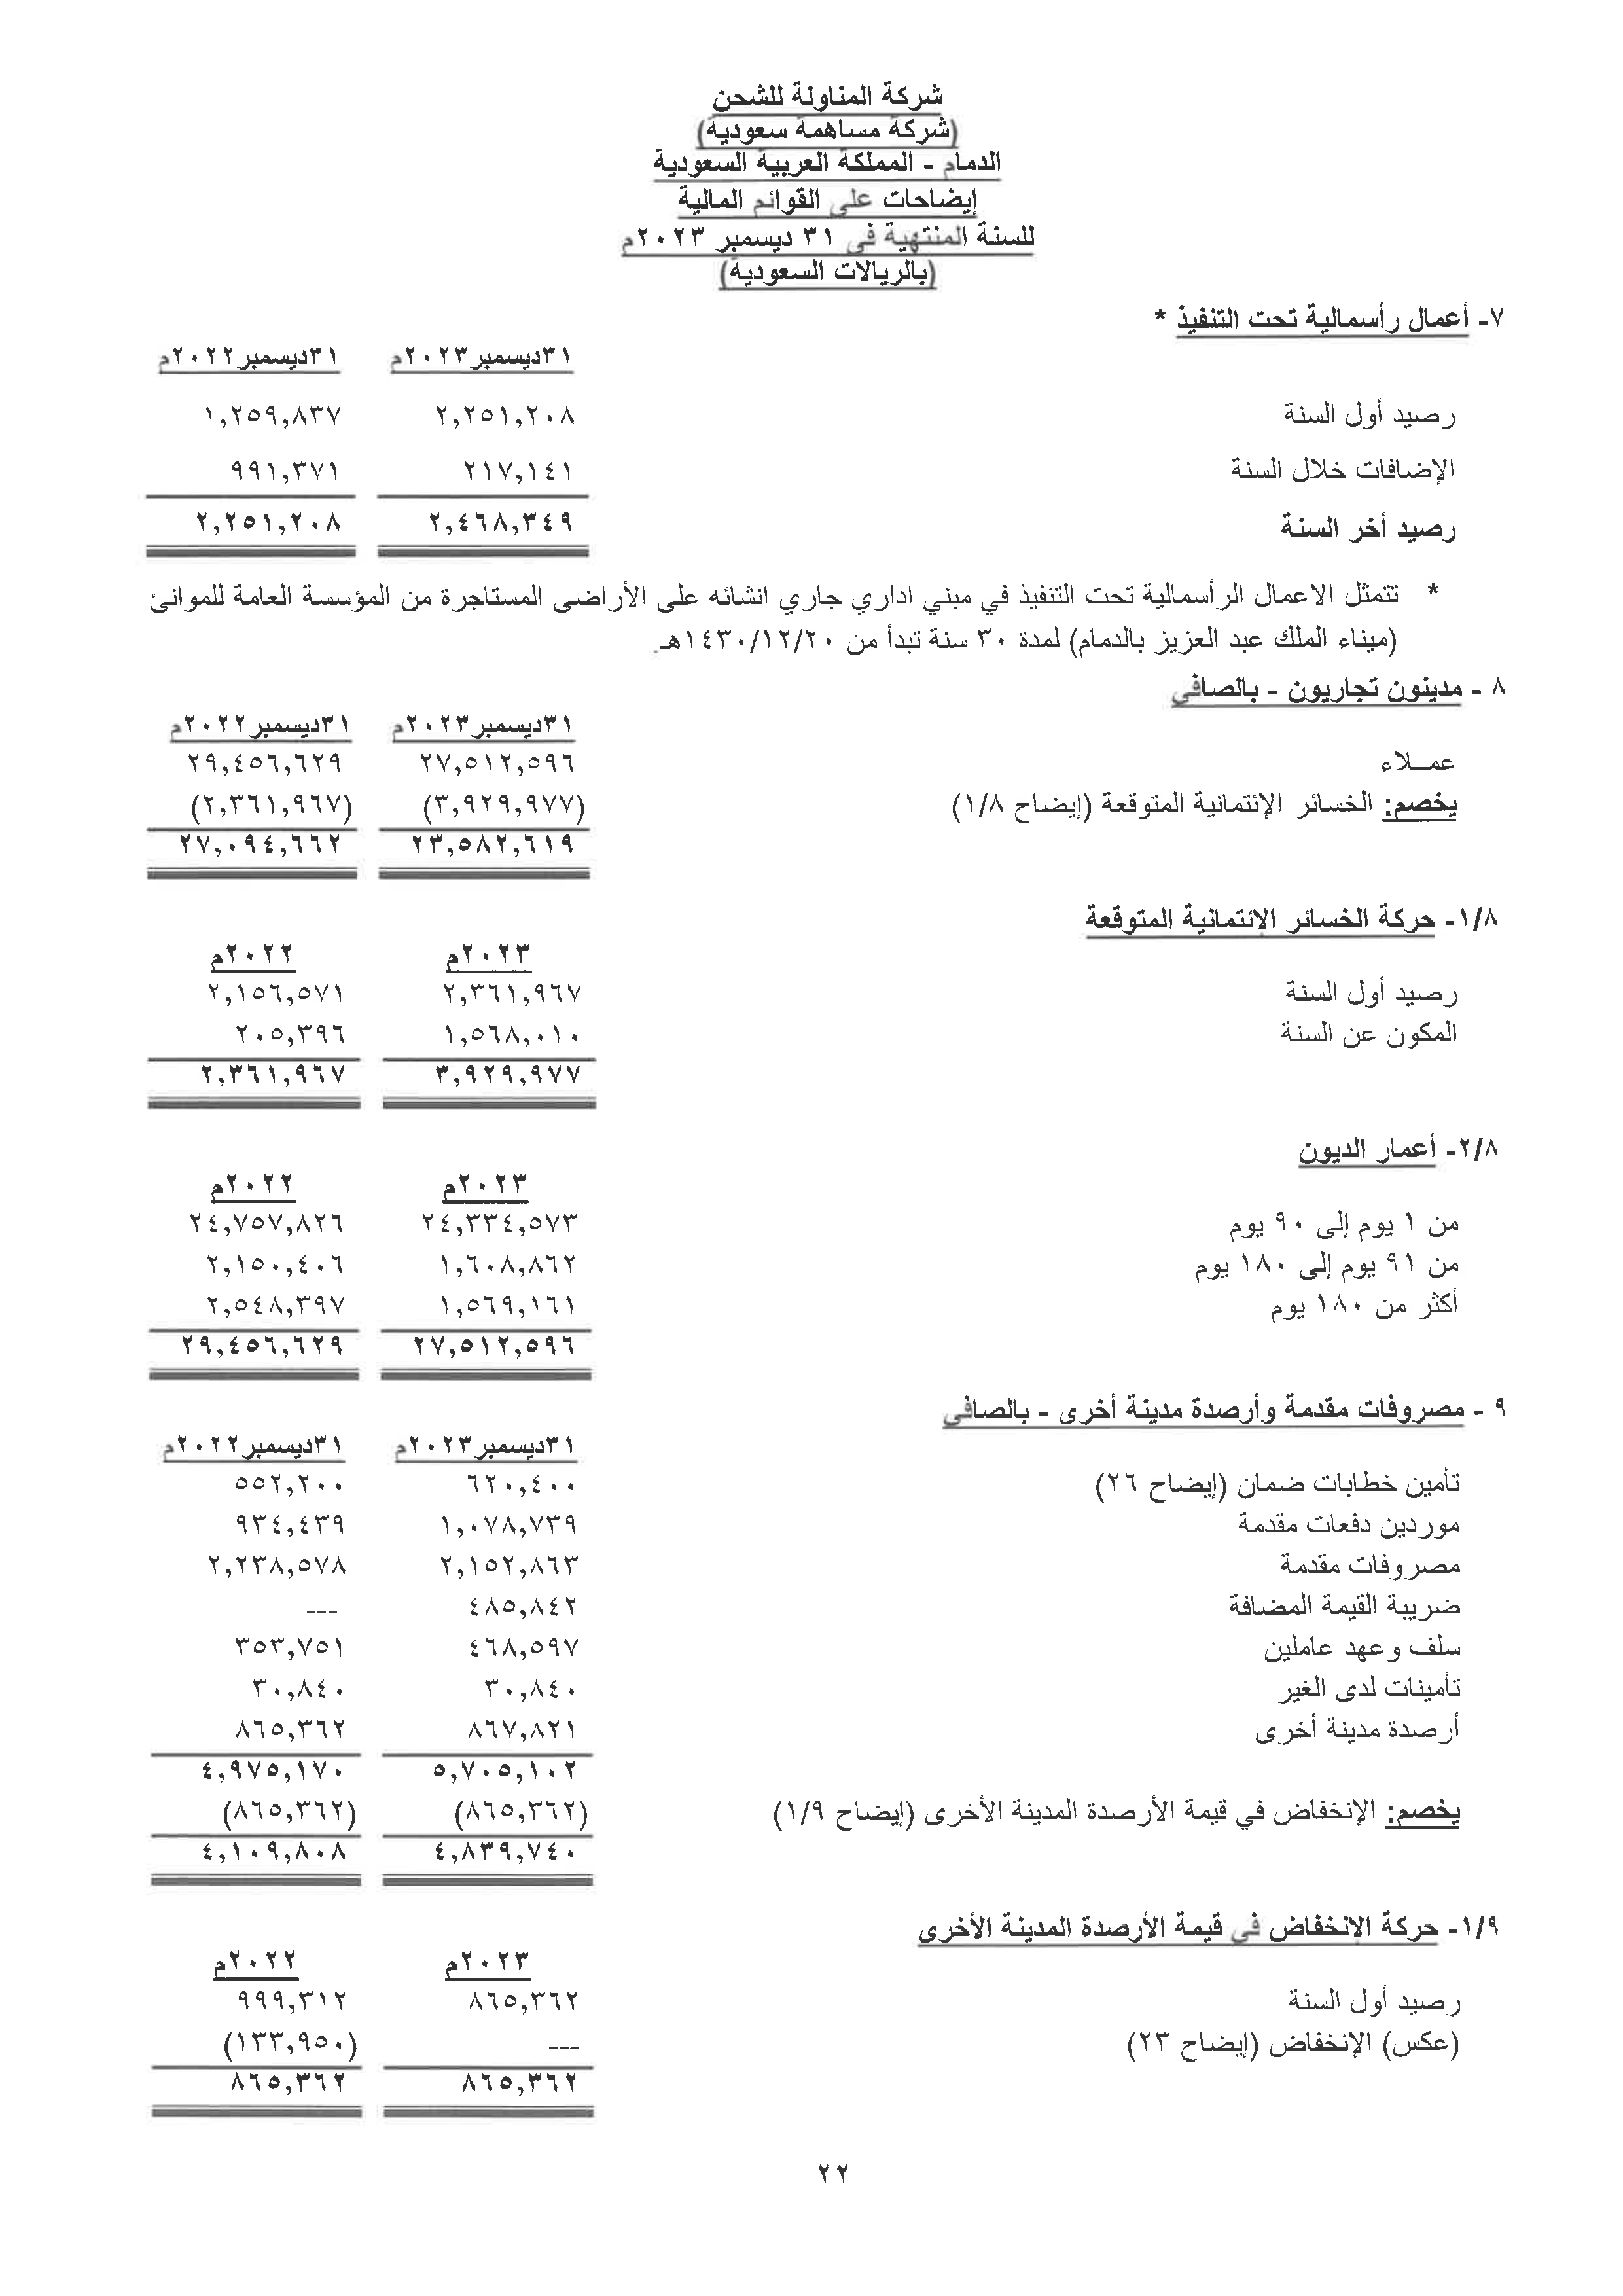 شركة المناولة للشحن
(شركة مساهمة سعودية)
الدمام - المملكة العربية السعودية
إيضاحات على القوائم المالية
للسنة المنتهية في ٣١ ديسمبر ٢٠٢٣م
(بالريالات السعودية)
٧- أعمال رأسمالية تحت التنفيذ *
٣١ديسمبر٢٠٢٣م ٣١ديسمبر٢٠٢٢م
رصيد أول السنة ٢,٢٥١,٢٠٨ ١,٢٥٩,٨٣٧
الإضافات خلال السنة ٢١٧,١٤١ ٩٩١,٣٧١
رصيد أخر السنة ٢,٤٦٨,٣٤٩ ٢,٢٥١,٢٠٨
* تتمثل الاعمال الرأسمالية تحت التنفيذ في مبني اداري جاري انشائه على الأراضى المستاجرة من المؤسسة العامة للموانئ
(ميناء الملك عبد العزيز بالدمام) لمدة ٣٠ سنة تبدأ من ١٤٣٠/١٢/٢٠هـ.
٨ - مدينون تجاريون - بالصافي
٣١ديسمبر٢٠٢٣م ٣١ديسمبر٢٠٢٢م
عمــلاء ٢٧,٥١٢,٥٩٦ ٢٩,٤٥٦,٦٢٩
يخصم: الخسائر الإئتمانية المتوقعة (إيضاح ١/٨) (٣,٩٢٩,٩٧٧) (٢,٣٦١,٩٦٧)
٢٣,٥٨٢,٦١٩ ٢٧,٠٩٤,٦٦٢
١/٨- حركة الخسائر الإئتمانية المتوقعة
٢٠٢٣م ٢٠٢٢م
رصيد أول السنة ٢,٣٦١,٩٦٧ ٢,١٥٦,٥٧١
المكون عن السنة ١,٥٦٨,٠١٠ ٢٠٥,٣٩٦
٣,٩٢٩,٩٧٧ ٢,٣٦١,٩٦٧
٢/٨- أعمار الديون
٢٠٢٣م ٢٠٢٢م
من ١ يوم إلى ٩٠ يوم ٢٤,٣٣٤,٥٧٣ ٢٤,٧٥٧,٨٢٦
من ٩١ يوم إلى ١٨٠ يوم ١,٦٠٨,٨٦٢ ٢,١٥٠,٤٠٦
أكثر من ١٨٠ يوم ١,٥٦٩,١٦١ ٢,٥٤٨,٣٩٧
٢٧,٥١٢,٥٩٦ ٢٩,٤٥٦,٦٢٩
٩ - مصروفات مقدمة وأرصدة مدينة أخرى - بالصافي
٣١ديسمبر٢٠٢٣م ٣١ديسمبر٢٠٢٢م
تأمين خطابات ضمان (إيضاح ٢٦) ٦٢٠,٤٠٠ ٥٥٢,٢٠٠
موردين دفعات مقدمة ١,٠٧٨,٧٣٩ ٩٣٤,٤٣٩
مصروفات مقدمة ٢,١٥٢,٨٦٣ ٢,٢٣٨,٥٧٨
ضريبة القيمة المضافة ٤٨٥,٨٤٢ ---
سلف وعهد عاملين ٤٦٨,٥٩٧ ٣٥٣,٧٥١
تأمينات لدى الغير ٣٠,٨٤٠ ٣٠,٨٤٠
أرصدة مدينة أخرى ٨٦٧,٨٢١ ٨٦٥,٣٦٢
٥,٧٠٥,١٠٢ ٤,٩٧٥,١٧٠
يخصم: الإنخفاض في قيمة الأرصدة المدينة الأخرى (إيضاح ١/٩) (٨٦٥,٣٦٢) (٨٦٥,٣٦٢)
٤,٨٣٩,٧٤٠ ٤,١٠٩,٨٠٨
١/٩- حركة الإنخفاض في قيمة الأرصدة المدينة الأخرى
٢٠٢٣م ٢٠٢٢م
رصيد أول السنة ٨٦٥,٣٦٢ ٩٩٩,٣١٢
(عكس) الإنخفاض (إيضاح ٢٣) --- (١٣٣,٩٥٠)
٨٦٥,٣٦٢ ٨٦٥,٣٦٢
٢٢